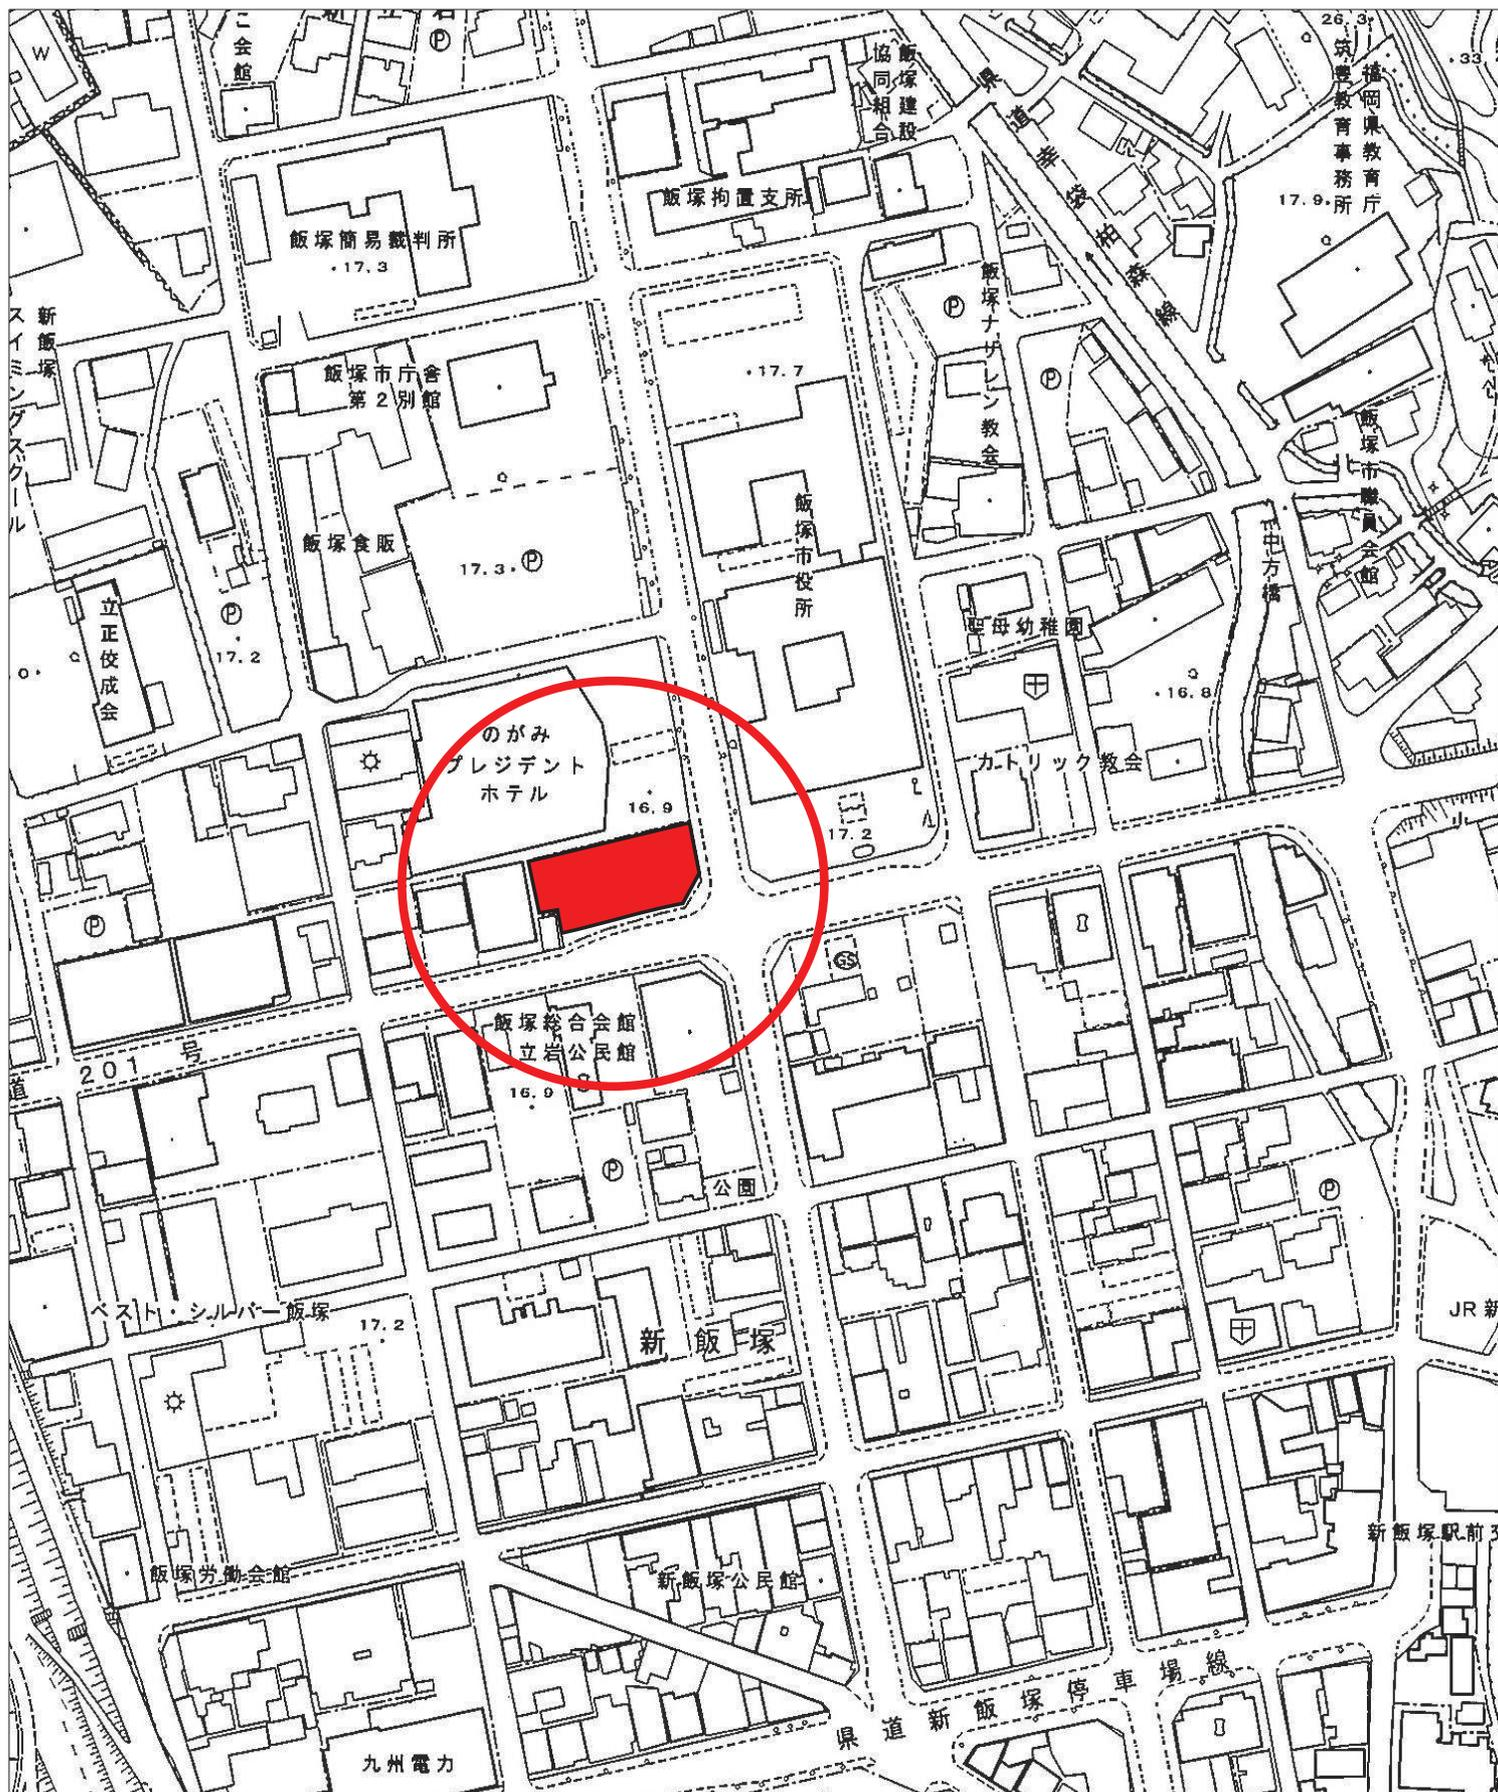 こ会館
W
P
26.3
33
飯塚建設
協同組合
県道幸袋柏森線
福岡県教育庁
筑豊教育事務所
17.9
飯塚拘置支所
飯塚簡易裁判所
17.3
新飯塚
スイミングスクール
飯塚市庁舎
第2別館
17.7
P
飯塚ナザレン教会
P
飯塚市職員会館
飯塚市役所
飯塚食販
17.3
P
中方橋
立正佼成会
P
17.2
聖母幼稚園
16.8
のがみ
プレジデント
ホテル
16.9
カトリック教会
17.2
P
GS
飯塚総合会館
立岩公民館
16.9
201号
道
P
公園
P
ベスト・シルバー飯塚
17.2
新飯塚
JR新
新飯塚駅前
飯塚労働会館
新飯塚公民館
県道新飯塚停車場線
九州電力